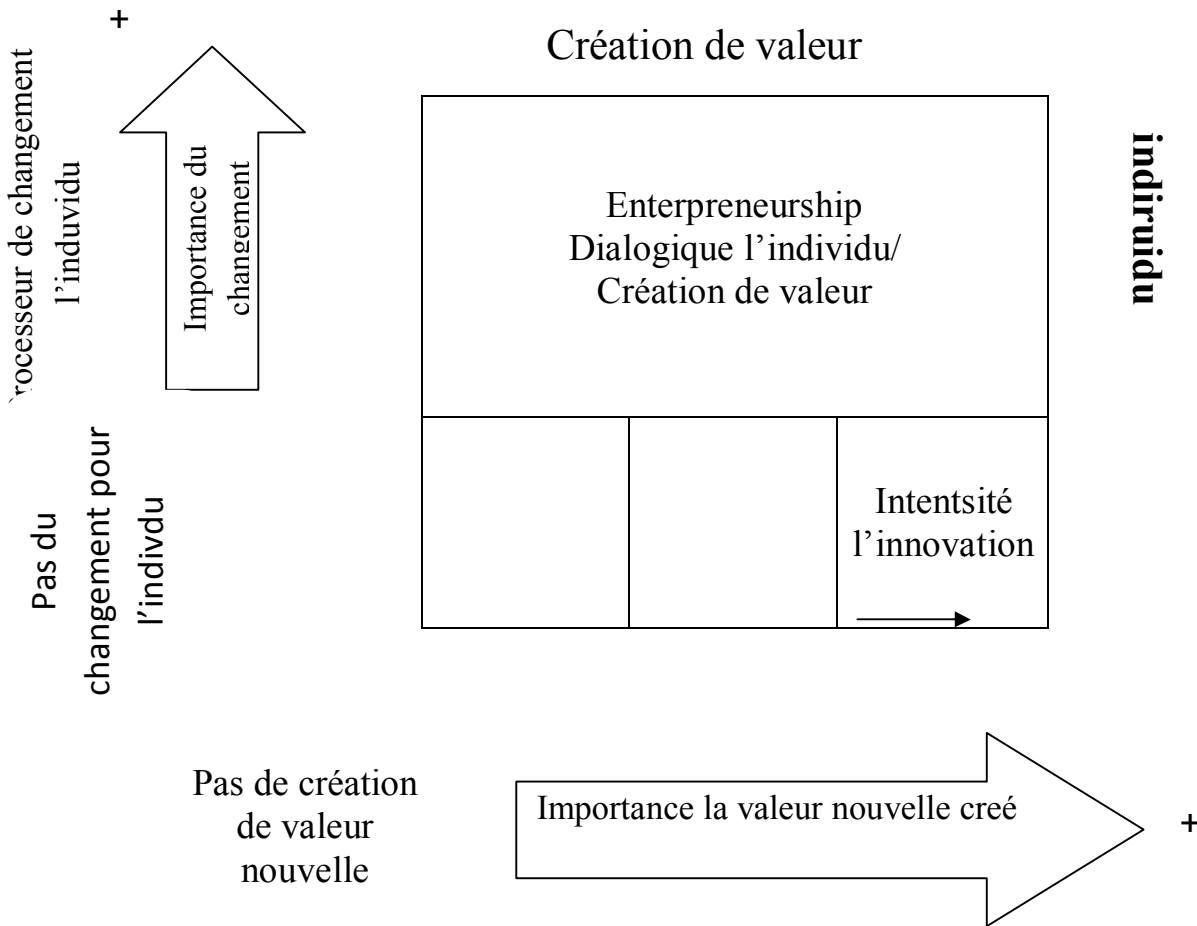 +
Création de valeur
rocesseur de changement
l'induvidu
Importance du
changement
Enterpreneurship
Dialogique l'individu/
Création de valeur
indiruidu
Pas du
changement pour
l'indivdu
Intentsité
l'innovation
Pas de création
de valeur
nouvelle
Importance la valeur nouvelle creé
+